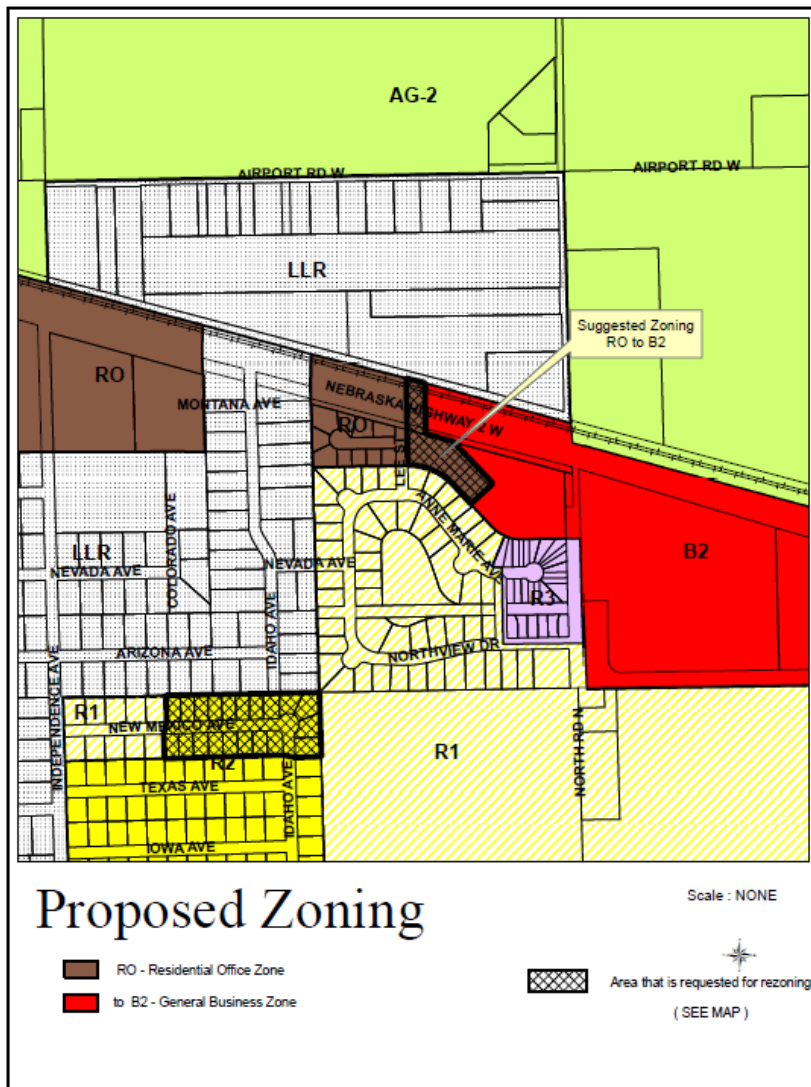 AG-2
AIRPORT RD W
AIRPORT RD W
LLR
Suggested Zoning
RO to B2
RO
MONTANA AVE
NEBRASKA HIGHWAY 2 W
RO
LEE ST
ANNE MARIE AVE
COLORADO AVE
LLR
NEVADA AVE
NEVADA AVE
B2
R3
IDAHO AVE
ARIZONA AVE
NORTHVIEW DR
INDEPENDENCE AVE
R1
NEW MEXICO AVE
R2
R1
NORTH RD N
TEXAS AVE
IDAHO AVE
IOWA AVE
Proposed Zoning
Scale : NONE
RO - Residential Office Zone
to B2 - General Business Zone
Area that is requested for rezoning
( SEE MAP )